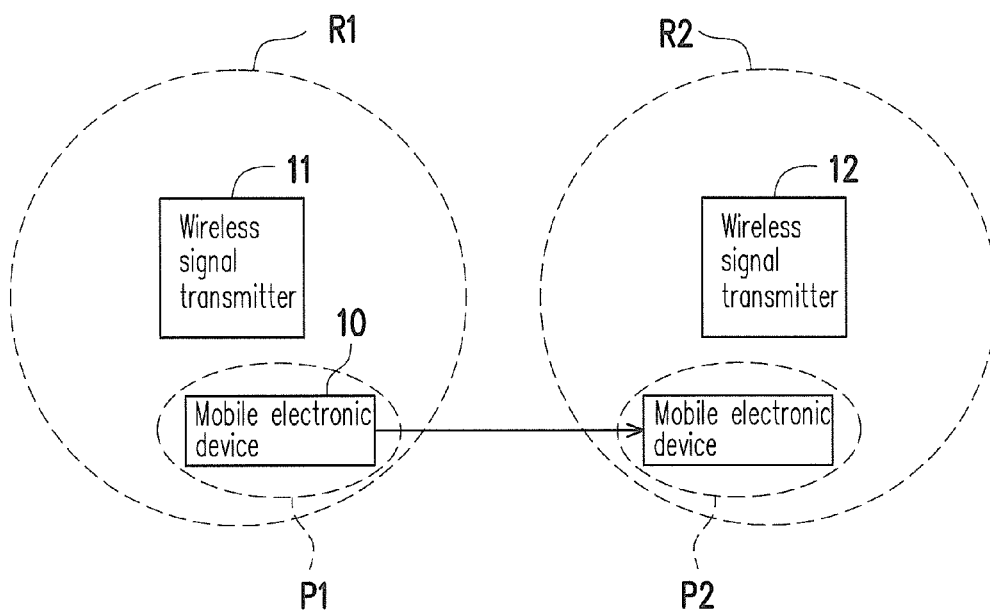 R1
R2
11
12
Wireless
signal
transmitter
Wireless
signal
transmitter
10
Mobile electronic
device
Mobile electronic
device
P1
P2